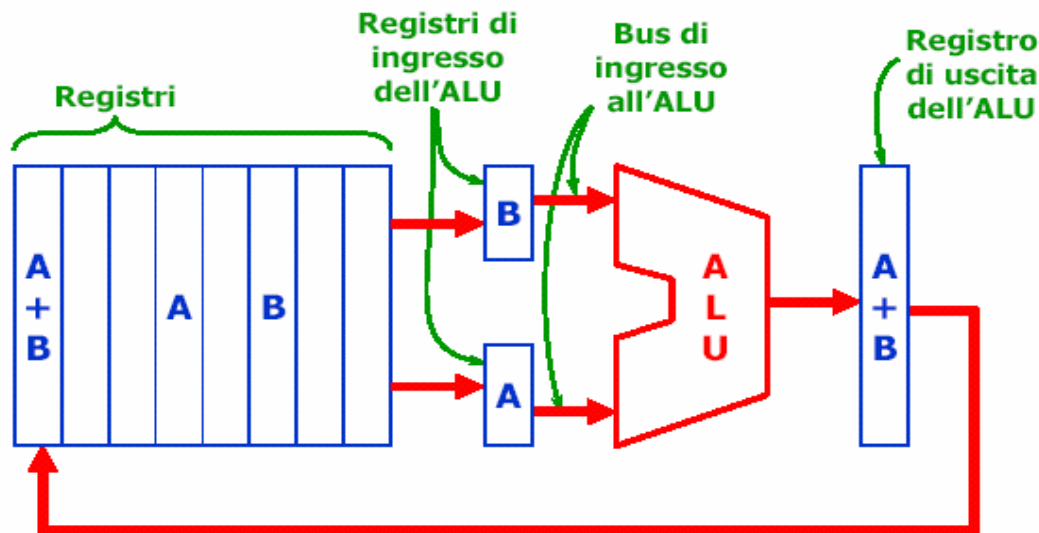 Registri
Registri di
ingresso
dell'ALU
Bus di
ingresso
all'ALU
Registro
di uscita
dell'ALU
A
+
B
A
B
B
A
A
L
U
A
+
B